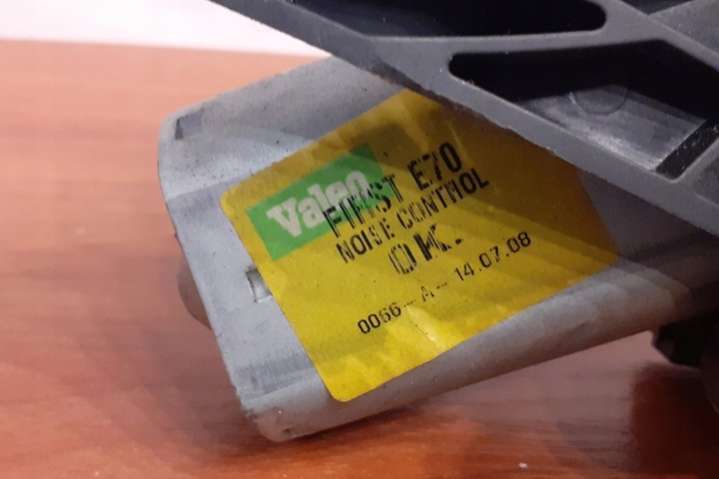 Valeo
FIRST E70
NOISE CONTROL
OK.
0066-A-14.07.08